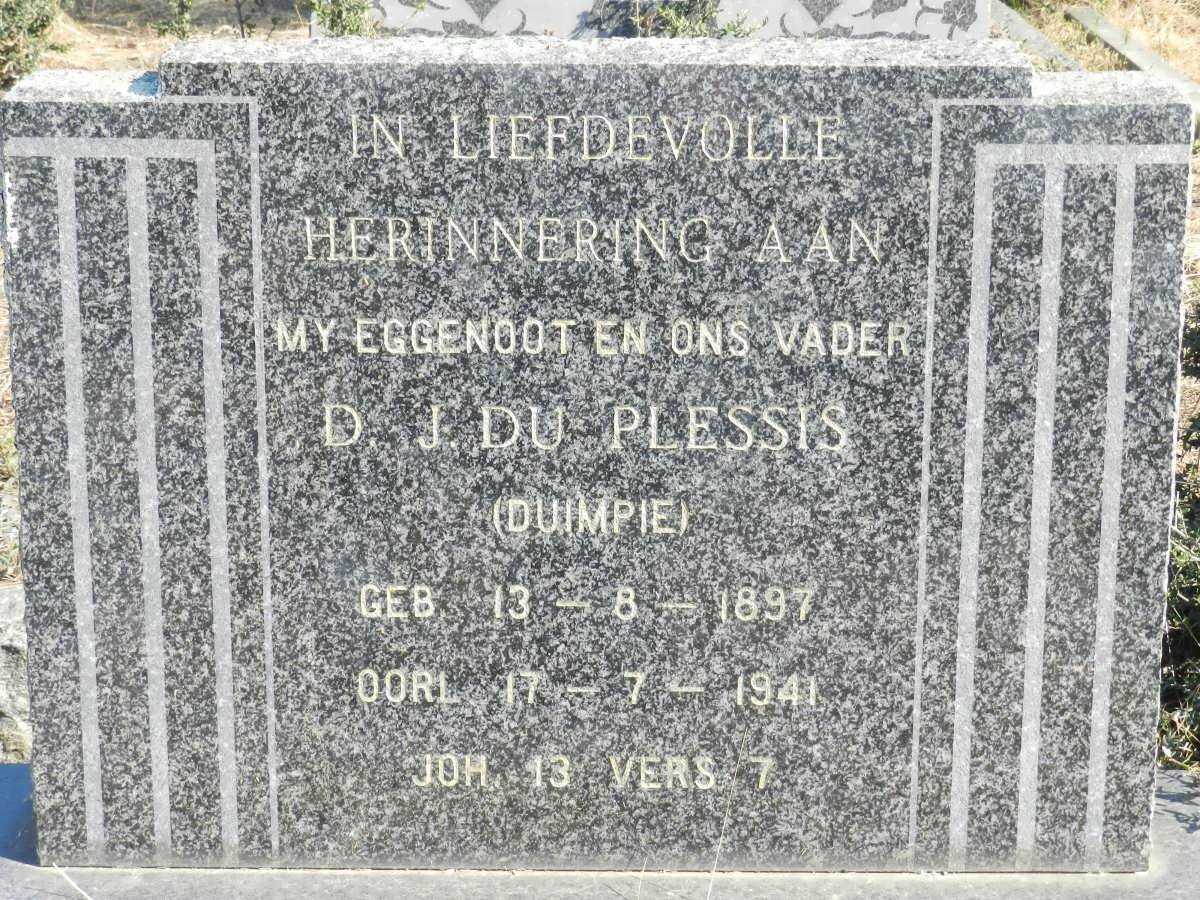 IN LIEFDEVOLLE
HERINNERING AAN
MY EGGENOOT EN ONS VADER
D. J. DU PLESSIS
(DUIMPIE)
GEB. 13 – 8 – 1897
OORL. 17 – 7 – 1941
JOH. 13 VERS 7